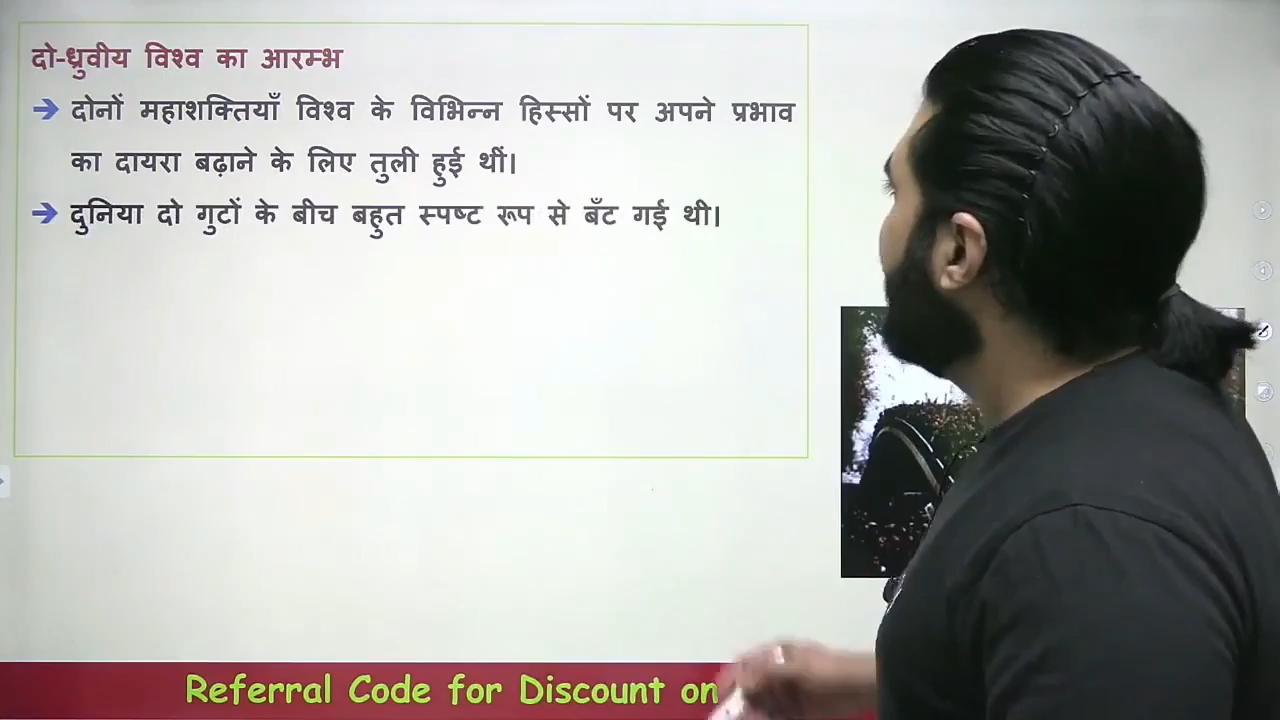 दो-ध्रुवीय विश्व का आरम्भ
दोनों महाशक्तियाँ विश्व के विभिन्न हिस्सों पर अपने प्रभाव
का दायरा बढ़ाने के लिए तुली हुई थीं।
दुनिया दो गुटों के बीच बहुत स्पष्ट रूप से बँट गई थी।
Referral Code for Discount on